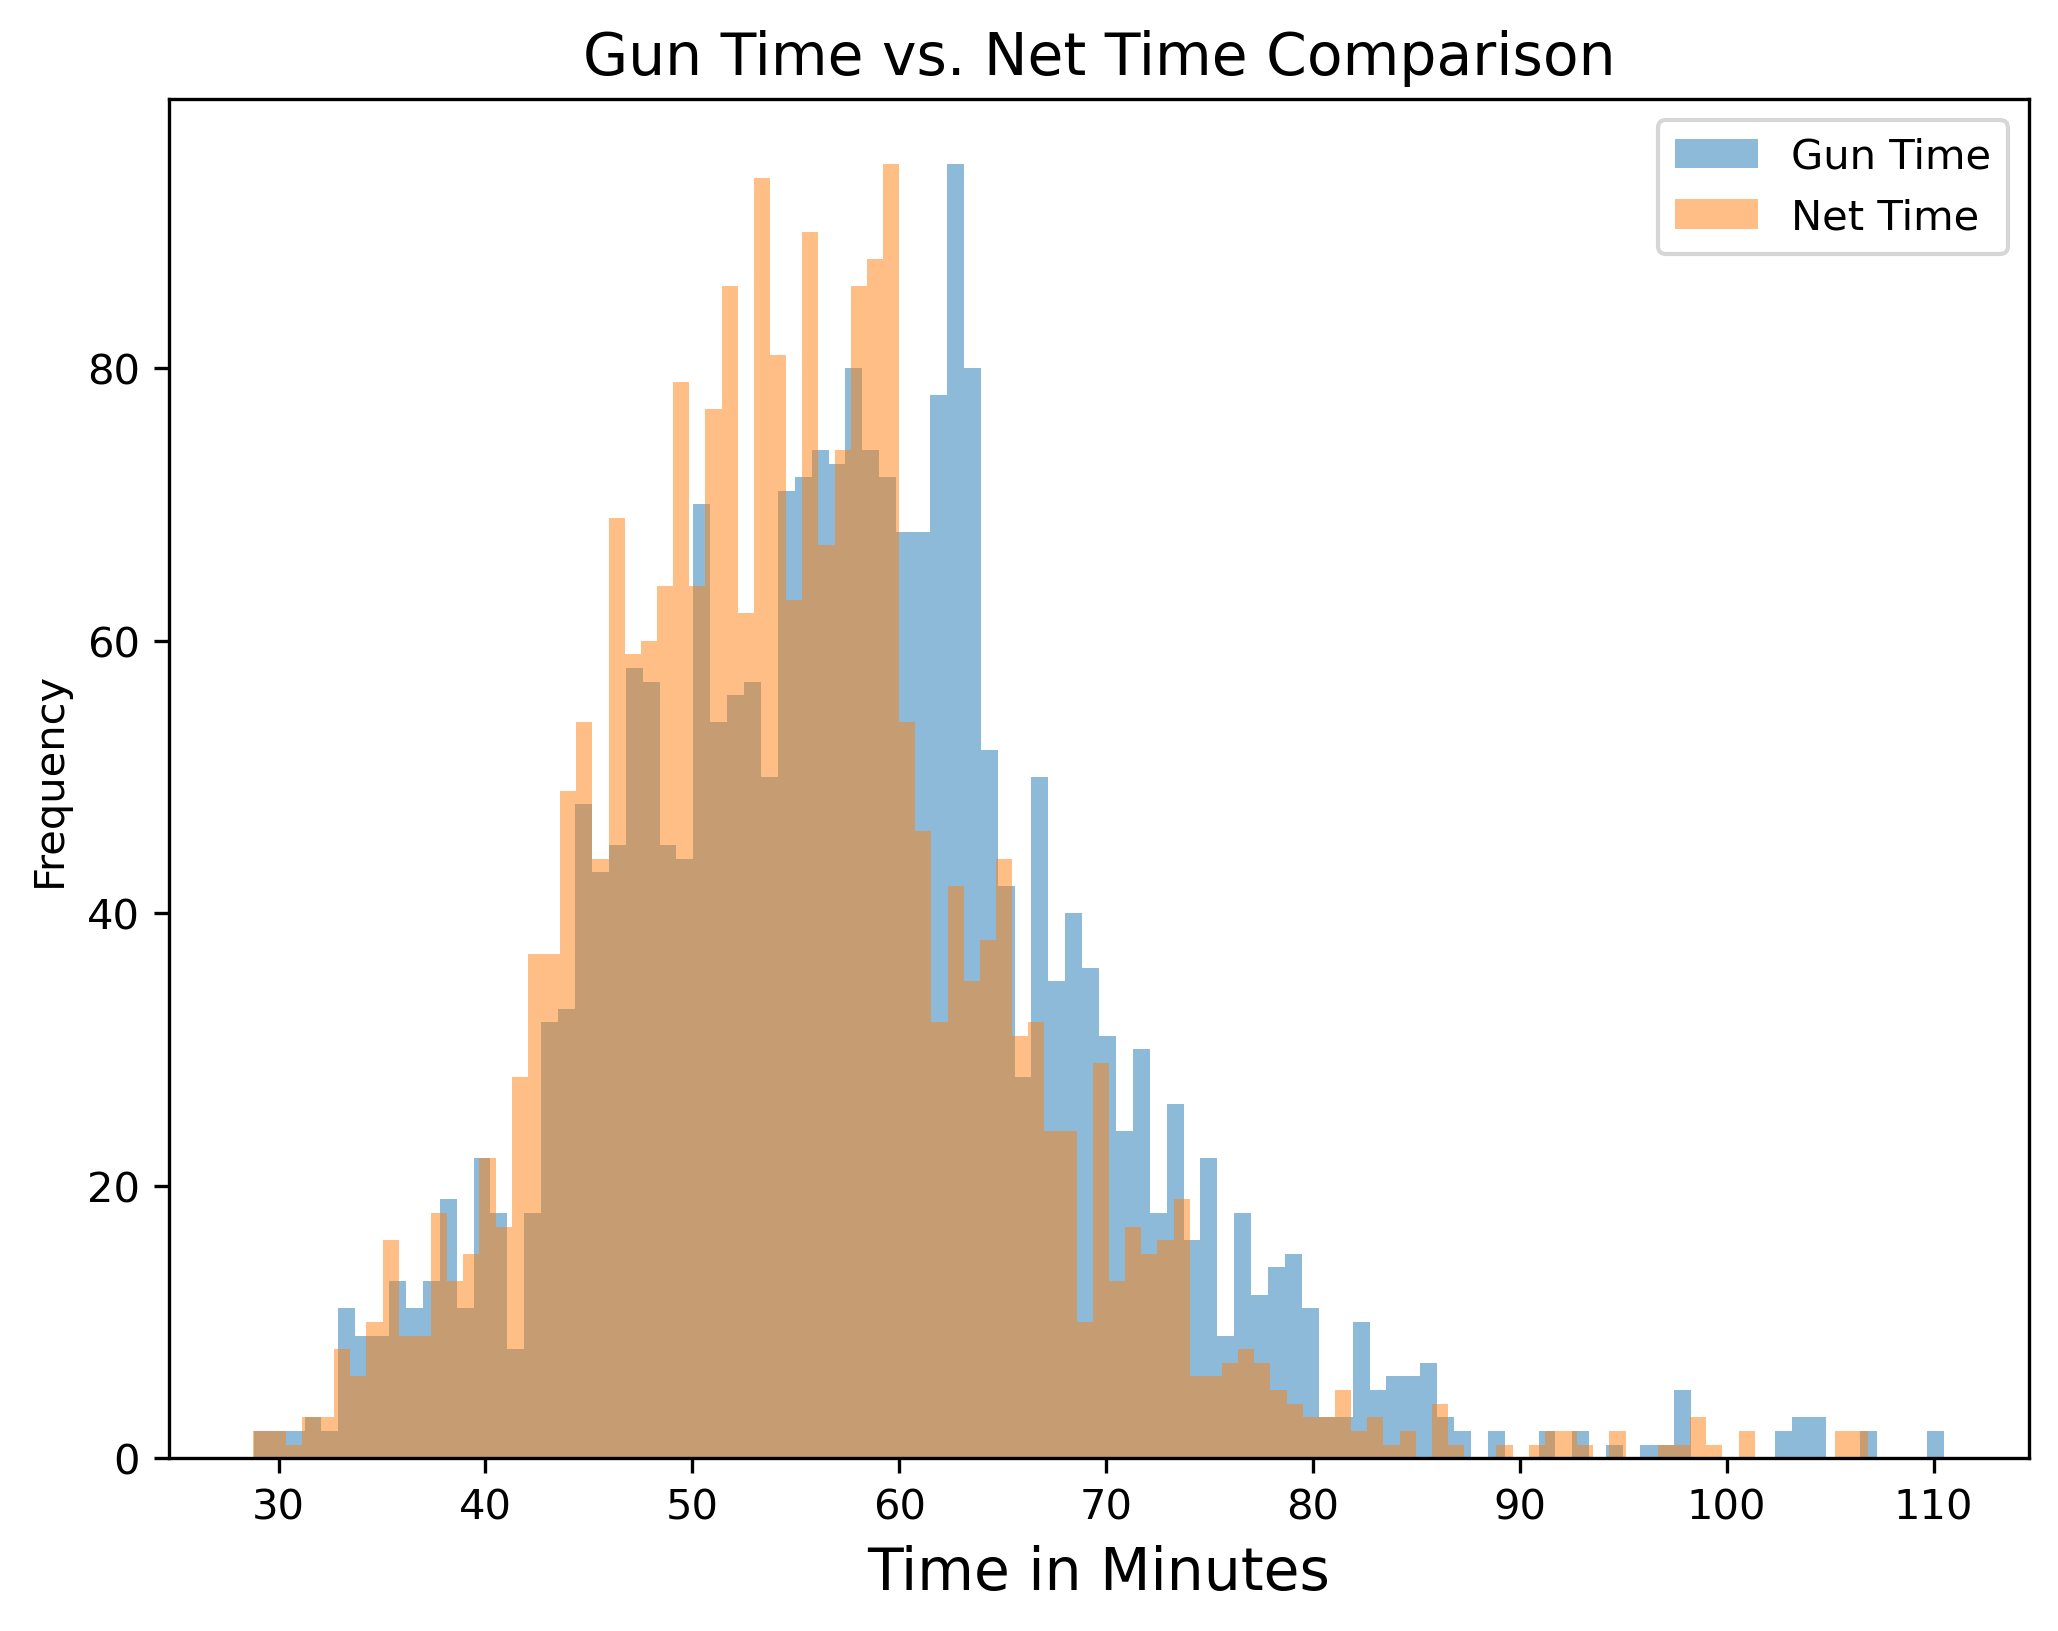 Gun Time vs. Net Time Comparison
Gun Time
Net Time
80
60
40
20
0
Frequency
30 40 50 60 70 80 90 100 110
Time in Minutes